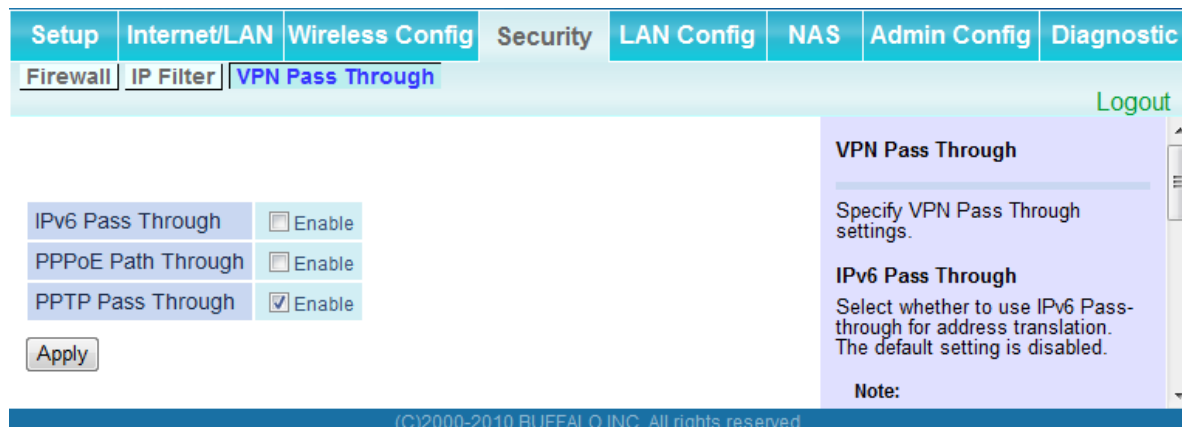 Setup Internet/LAN Wireless Config Security LAN Config NAS Admin Config Diagnostic
Firewall IP Filter VPN Pass Through
Logout
IPv6 Pass Through Enable
PPPoE Path Through Enable
PPTP Pass Through Enable
Apply
VPN Pass Through
Specify VPN Pass Through
settings.
IPv6 Pass Through
Select whether to use IPv6 Pass-
through for address translation.
The default setting is disabled.
Note:
(C)2000-2010 BUFFALO INC. All rights reserved.